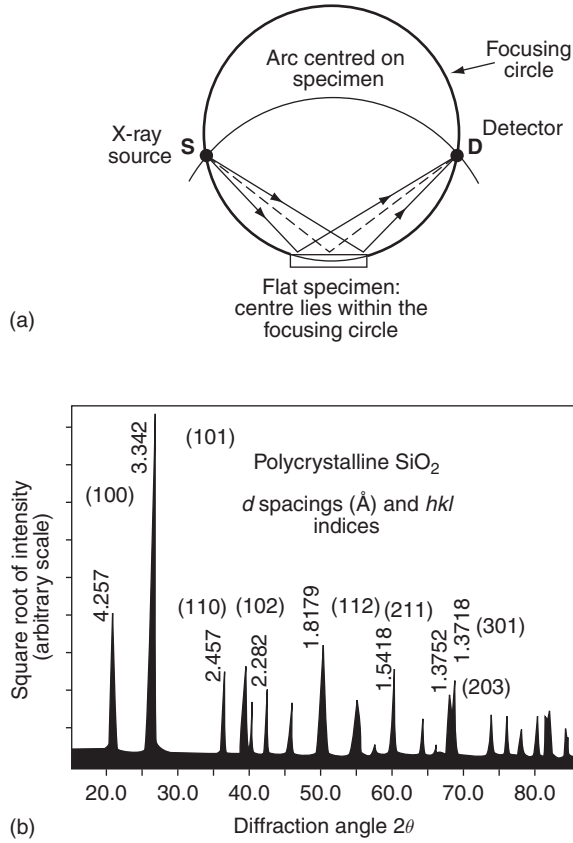 Arc centred on
specimen
Focusing
circle
X-ray
source
S
D
Detector
Flat specimen:
centre lies within the
focusing circle
(a)
Square root of intensity
(arbitrary scale)
Polycrystalline SiO₂
d spacings (Å) and hkl
indices
(100)
4.257
3.342
(101)
(110)
2.457
(102)
2.282
1.8179
(112)
(211)
1.5418
1.3752
1.3718
(301)
(203)
20.0 30.0 40.0 50.0 60.0 70.0 80.0
Diffraction angle 2θ
(b)